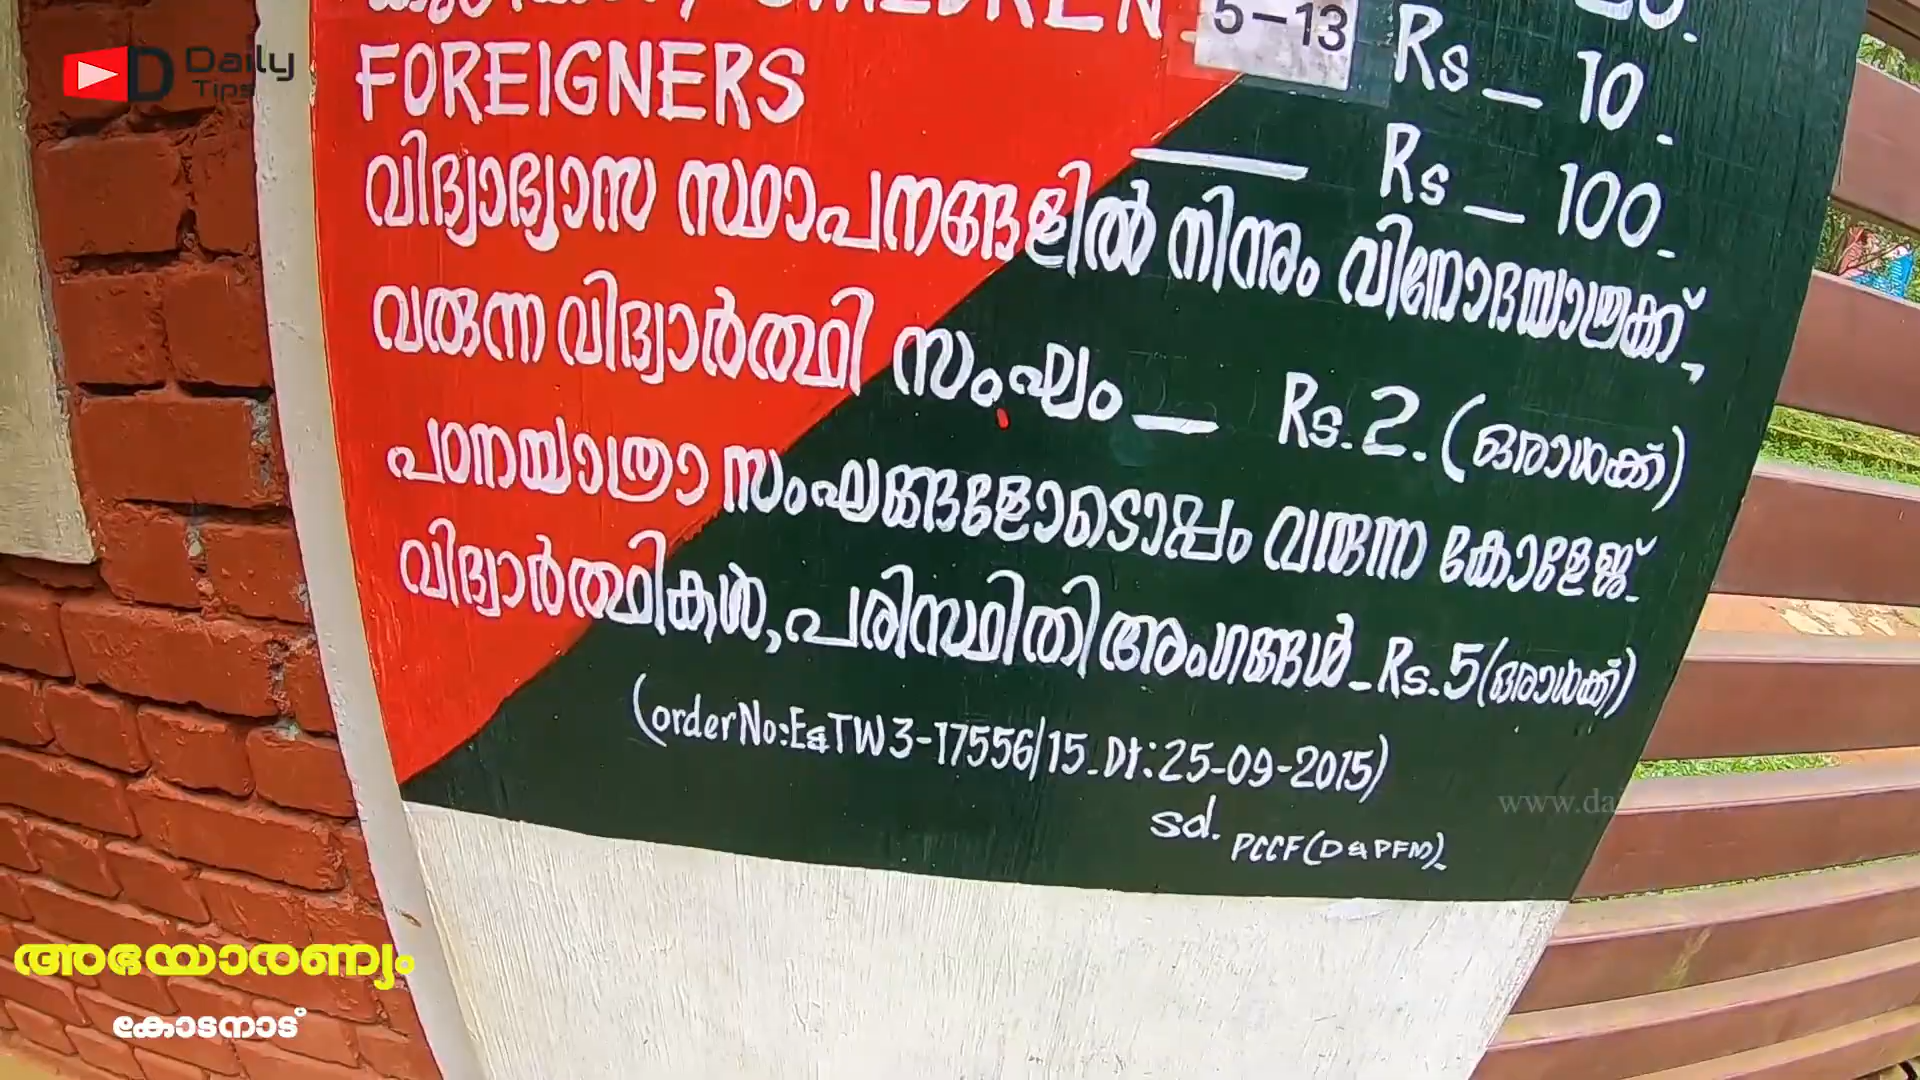 Daily
Tips
CHILDREN 5-13 Rs _ 10.
FOREIGNERS Rs _ 100.
വിദ്യാഭ്യാസ സ്ഥാപനങ്ങളിൽ നിന്നും വിനോദയാത്രക്ക്,
വരുന്ന വിദ്യാർത്ഥി സംഘം _ Rs.2.(ഒരാൾക്ക്)
പഠനയാത്രാ സംഘങ്ങളോടൊപ്പം വരുന്ന കോളേജ്
വിദ്യാർത്ഥികൾ, പരിസ്ഥിതി അംഗങ്ങൾ - Rs.5(ഒരാൾക്ക്)
(order No:E&TW3-17556/15. Dt:25-09-2015)
sd. PCCF(D&PFM)
അഭയാരണ്യം
കോടനാട്